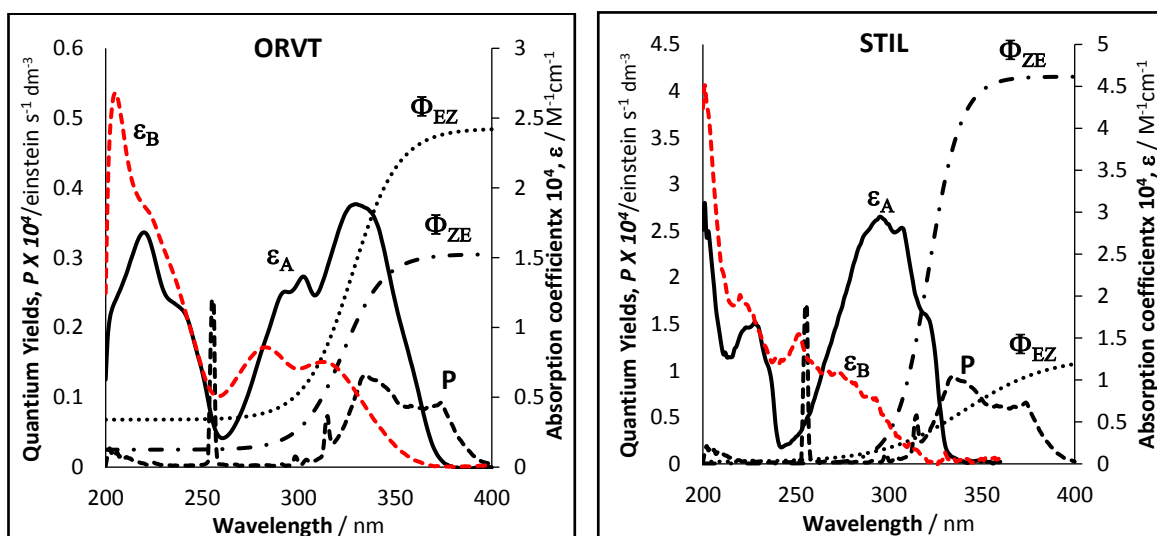 ORVT
Quantium Yields, P X 10⁴/einstein s⁻¹ dm⁻³
0.6
0.5
0.4
0.3
0.2
0.1
0
εB
εA
ΦEZ
ΦZE
P
3
2.5
2
1.5
1
0.5
0
Absorption coefficientx 10⁴, ε / M⁻¹cm⁻¹
200 250 300 350 400
Wavelength / nm
STIL
Quantium Yields, P X 10⁴/einstein s⁻¹ dm⁻³
4.5
4
3.5
3
2.5
2
1.5
1
0.5
0
ΦZE
εA
εB
P
ΦEZ
5
4.5
4
3.5
3
2.5
2
1.5
1
0.5
0
Absorption coefficientx 10⁴, ε / M⁻¹cm⁻¹
200 250 300 350 400
Wavelength / nm